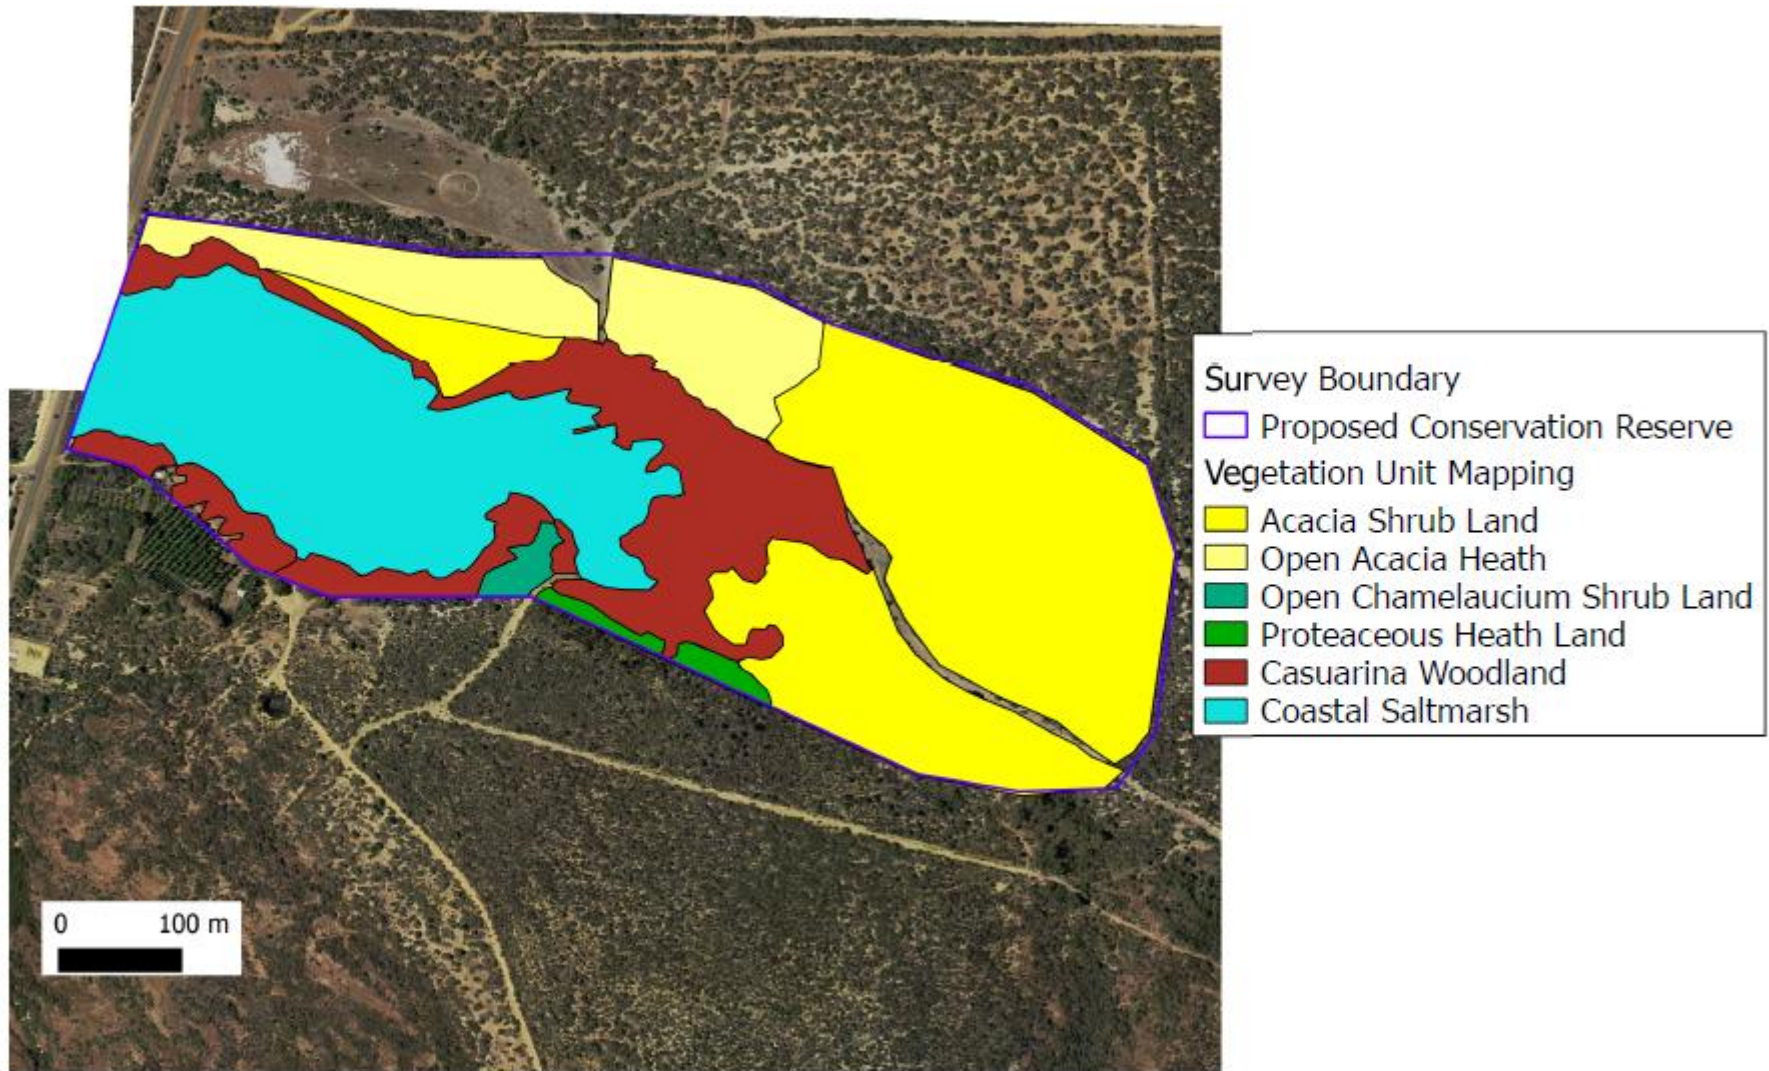 Survey Boundary
Proposed Conservation Reserve
Vegetation Unit Mapping
Acacia Shrub Land
Open Acacia Heath
Open Chamelaucium Shrub Land
Proteaceous Heath Land
Casuarina Woodland
Coastal Saltmarsh
0 100 m